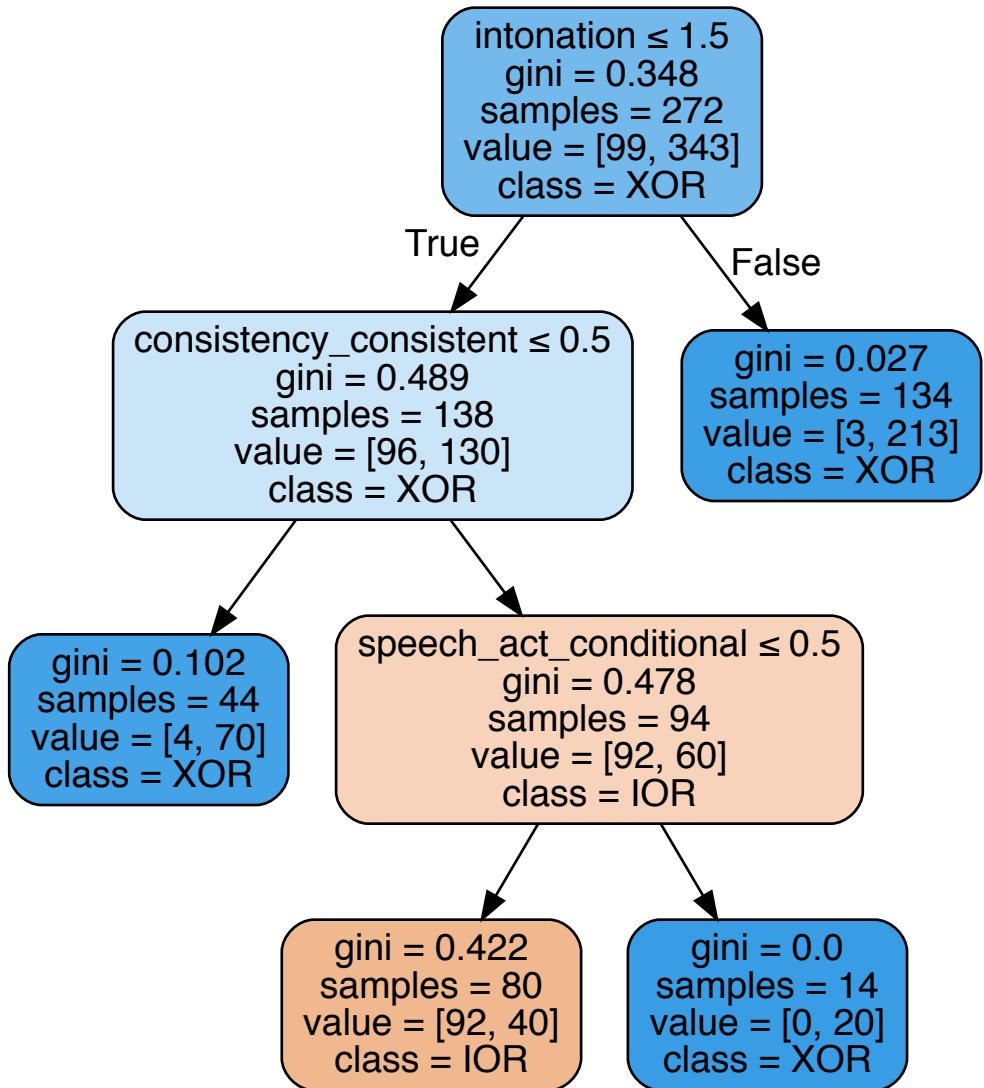 intonation ≤ 1.5
gini = 0.348
samples = 272
value = [99, 343]
class = XOR
True
False
consistency_consistent ≤ 0.5
gini = 0.489
samples = 138
value = [96, 130]
class = XOR
gini = 0.027
samples = 134
value = [3, 213]
class = XOR
gini = 0.102
samples = 44
value = [4, 70]
class = XOR
speech_act_conditional ≤ 0.5
gini = 0.478
samples = 94
value = [92, 60]
class = IOR
gini = 0.422
samples = 80
value = [92, 40]
class = IOR
gini = 0.0
samples = 14
value = [0, 20]
class = XOR